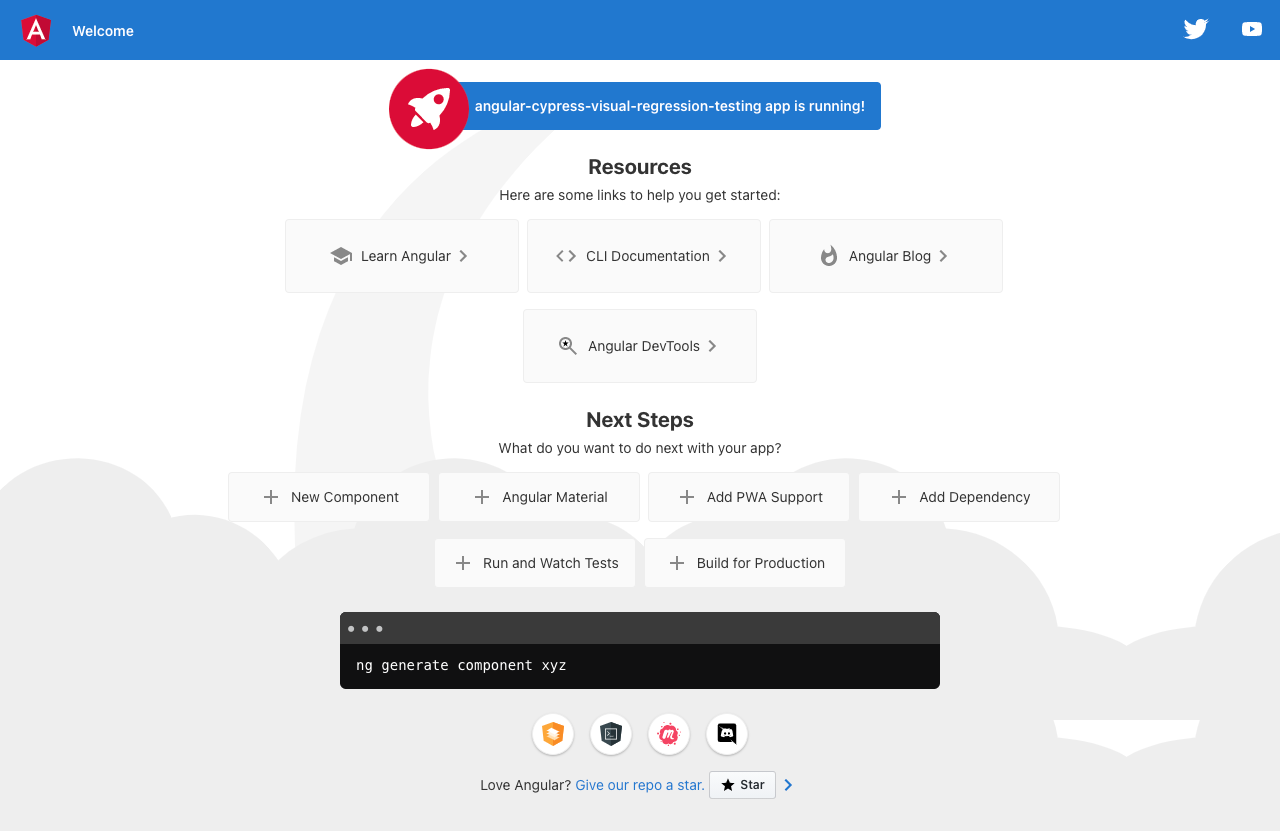 Welcome
angular-cypress-visual-regression-testing app is running!
Resources
Here are some links to help you get started:
Learn Angular
CLI Documentation
Angular Blog
Angular DevTools
Next Steps
What do you want to do next with your app?
New Component
Angular Material
Add PWA Support
Add Dependency
Run and Watch Tests
Build for Production
ng generate component xyz
Love Angular? Give our repo a star. Star